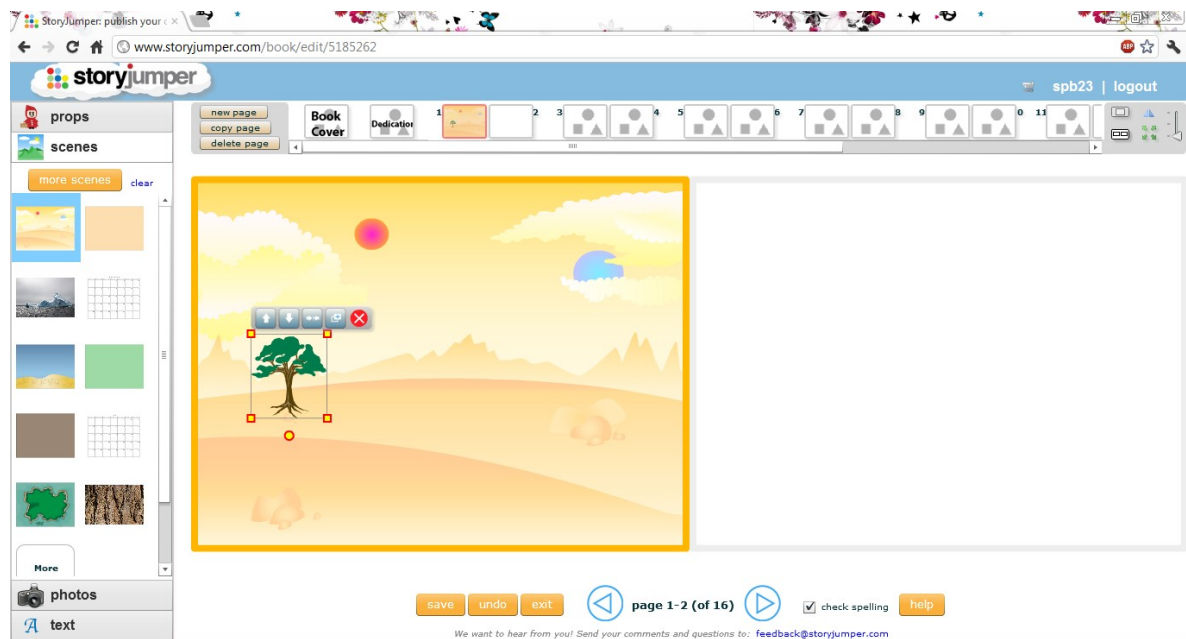 StoryJumper: publish your c
www.storyjumper.com/book/edit/5185262
ABP
storyjumper
spb23 | logout
props
scenes
more scenes clear
More
photos
text
new page
copy page
delete page
Book Cover
Dedication
1 2 3 4 5 6 7 8 9 0 11
save undo exit page 1-2 (of 16) check spelling help
We want to hear from you! Send your comments and questions to: feedback@storyjumper.com